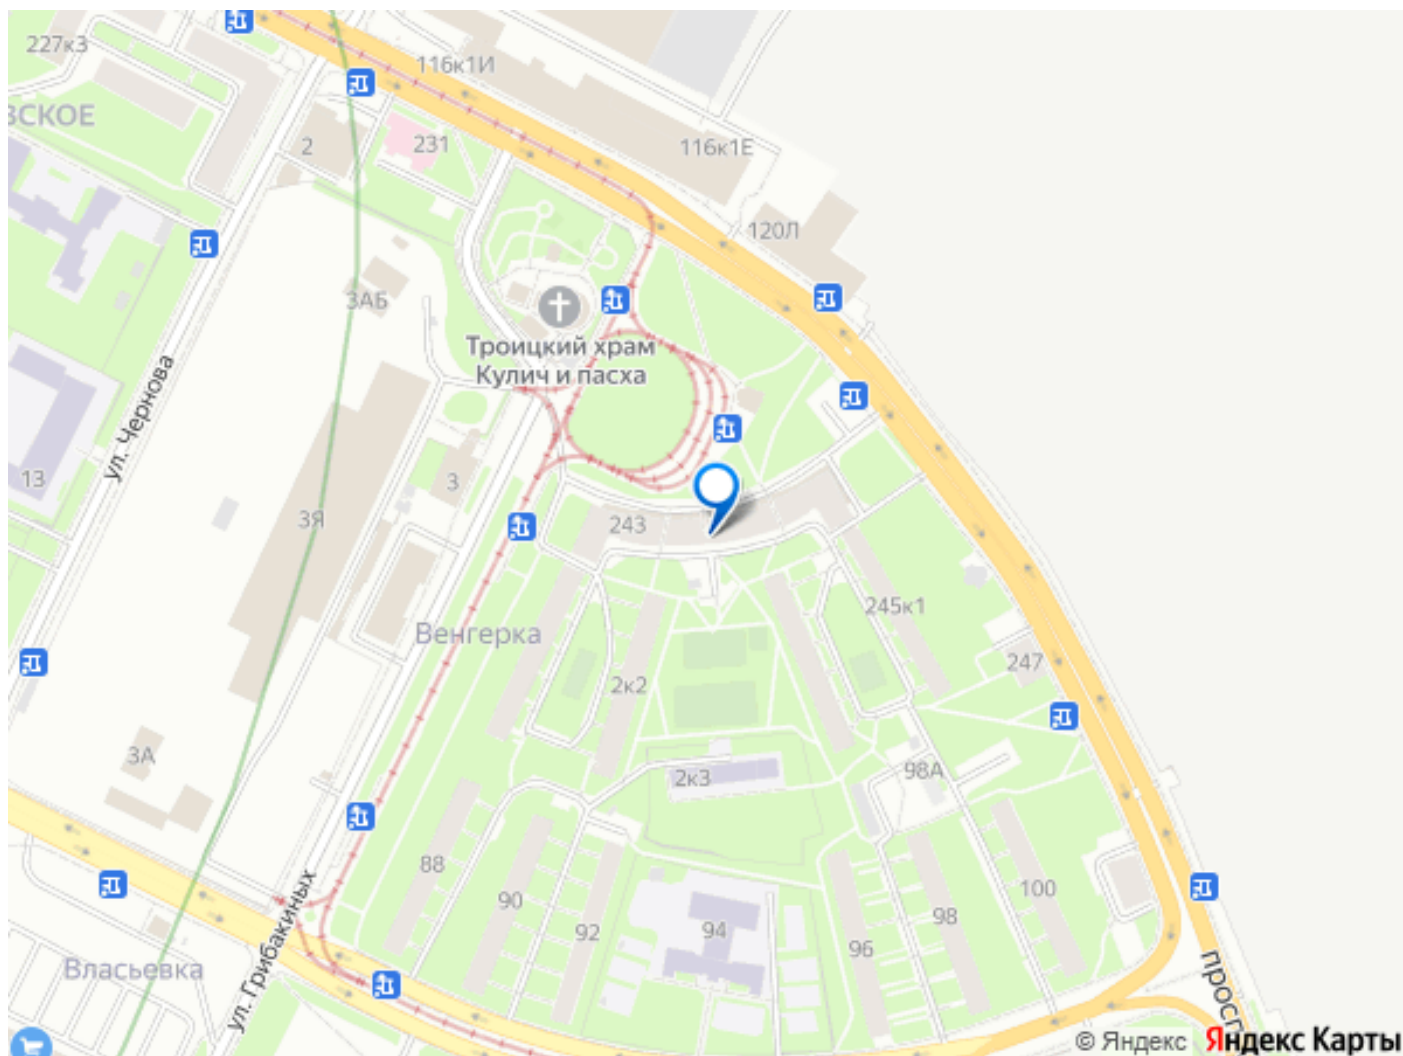 227к3
116к1И
ВСКОЕ
2
231
116к1Е
120Л
3АБ
Троицкий храм
Кулич и пасха
ул. Чернова
13
3
3Я
243
245к1
Венгерка
247
2к2
3А
2к3
98А
88
100
90
98
92
94
96
Власьевка
ул. Грибакиных
просп
© Яндекс Яндекс Карты